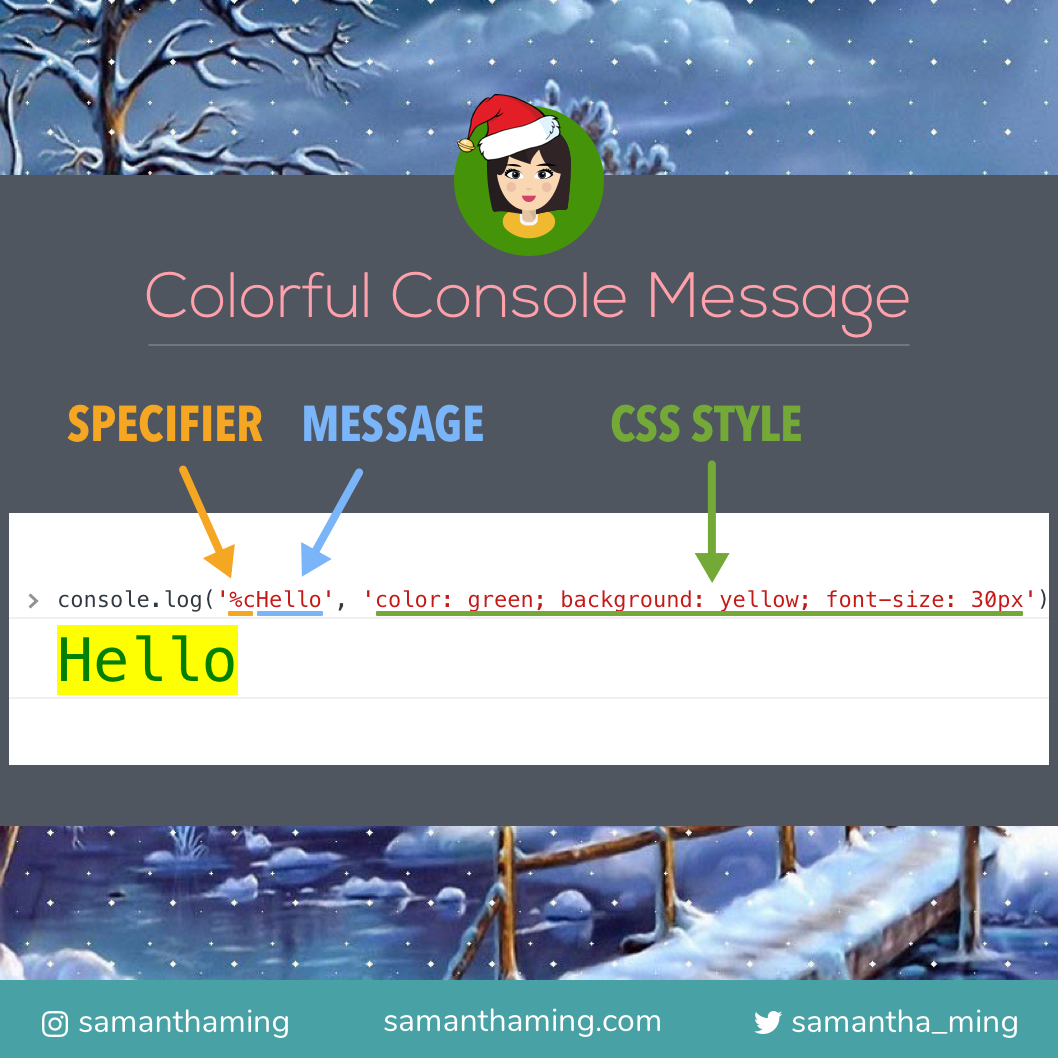 Colorful Console Message
SPECIFIER MESSAGE CSS STYLE
> console.log('%cHello', 'color: green; background: yellow; font-size: 30px')
Hello
samanthaming samanthaming.com samantha_ming